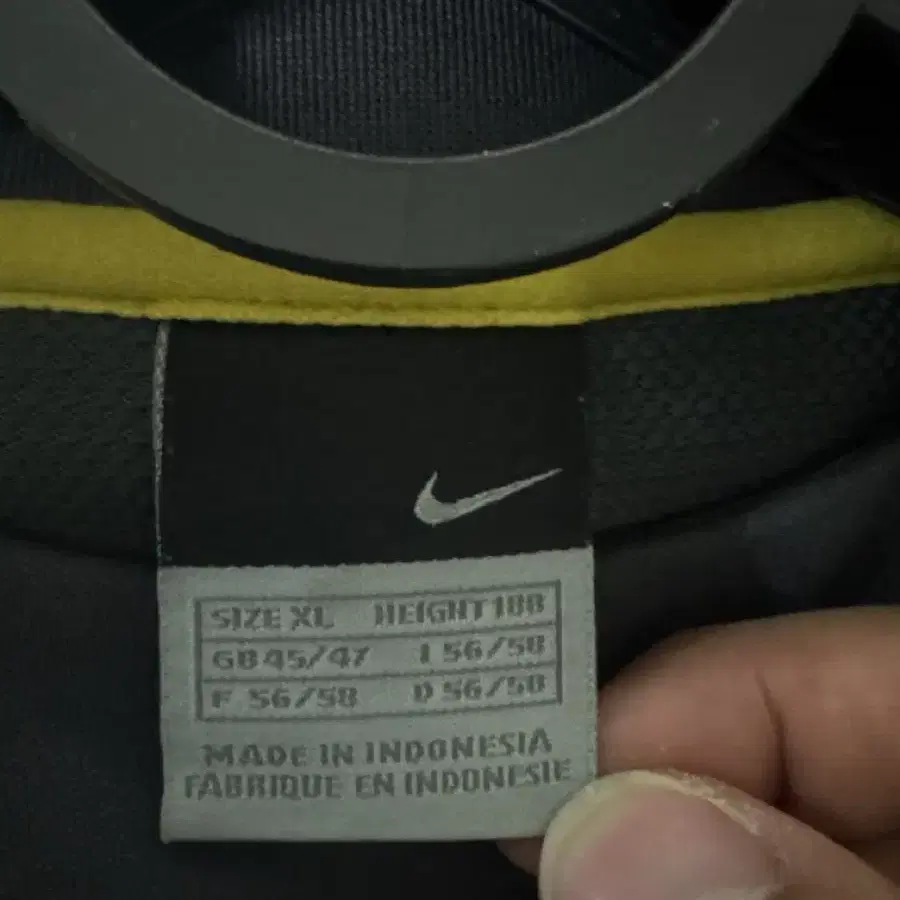 SIZE XL HEIGHT 188
GB 45/47 I 56/58
F 56/58 D 56/58
MADE IN INDONESIA
FABRIQUE EN INDONESIE